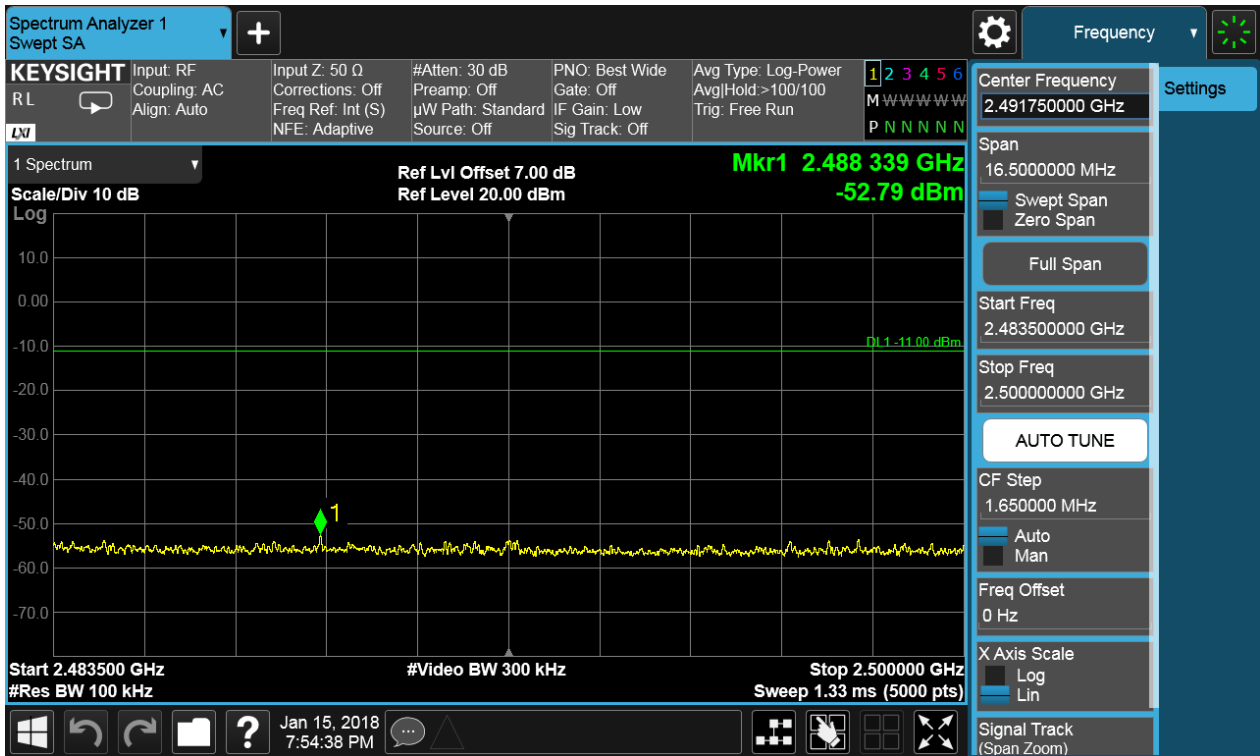 Spectrum Analyzer 1
Swept SA
+
Frequency
KEYSIGHT
R L
LXI
Input: RF
Coupling: AC
Align: Auto
Input Z: 50 Ω
Corrections: Off
Freq Ref: Int (S)
NFE: Adaptive
#Atten: 30 dB
Preamp: Off
µW Path: Standard
Source: Off
PNO: Best Wide
Gate: Off
IF Gain: Low
Sig Track: Off
Avg Type: Log-Power
Avg|Hold:>100/100
Trig: Free Run
1 2 3 4 5 6
M W W W W W
P N N N N N
1 Spectrum
Scale/Div 10 dB
Log
Ref Lvl Offset 7.00 dB
Ref Level 20.00 dBm
Mkr1 2.488 339 GHz
-52.79 dBm
10.0
0.00
-10.0
DL1 -11.00 dBm
-20.0
-30.0
-40.0
-50.0
1
-60.0
-70.0
Start 2.483500 GHz
#Video BW 300 kHz
Stop 2.500000 GHz
#Res BW 100 kHz
Sweep 1.33 ms (5000 pts)
?
Jan 15, 2018
7:54:38 PM
Center Frequency
2.491750000 GHz
Span
16.5000000 MHz
Swept Span
Zero Span
Full Span
Start Freq
2.483500000 GHz
Stop Freq
2.500000000 GHz
AUTO TUNE
CF Step
1.650000 MHz
Auto
Man
Freq Offset
0 Hz
X Axis Scale
Log
Lin
Signal Track
(Span Zoom)
Settings